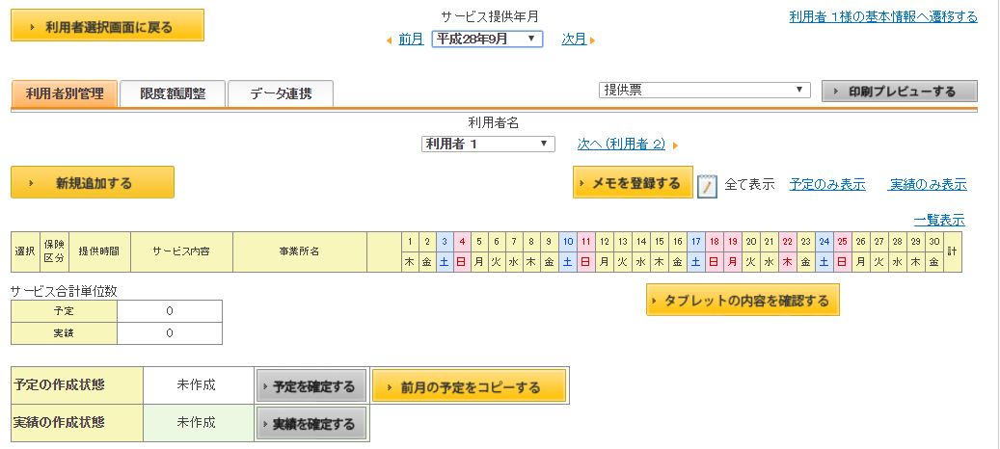 利用者選択画面に戻る
サービス提供年月
利用者 1様の基本情報へ遷移する
前月 平成28年9月 次月
利用者別管理 限度額調整 データ連携 提供票 印刷プレビューする
利用者名
利用者 1 次へ(利用者 2)
新規追加する メモを登録する 全て表示 予定のみ表示 実績のみ表示
一覧表示
選択 保険区分 提供時間 サービス内容 事業所名 1 2 3 4 5 6 7 8 9 10 11 12 13 14 15 16 17 18 19 20 21 22 23 24 25 26 27 28 29 30 計
木 金 土 日 月 火 水 木 金 土 日 月 火 水 木 金 土 日 月 火 水 木 金 土 日 月 火 水 木 金
サービス合計単位数
予定 0
実績 0
タブレットの内容を確認する
予定の作成状態 未作成 予定を確定する 前月の予定をコピーする
実績の作成状態 未作成 実績を確定する